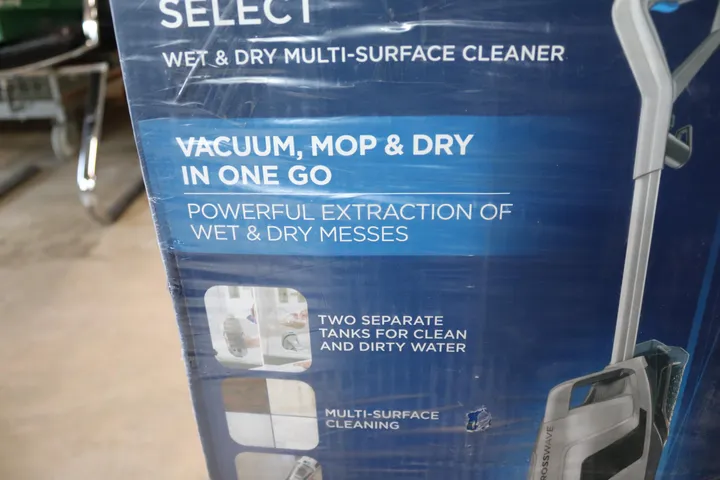 SELECT
WET & DRY MULTI-SURFACE CLEANER
VACUUM, MOP & DRY
IN ONE GO
POWERFUL EXTRACTION OF
WET & DRY MESSES
TWO SEPARATE
TANKS FOR CLEAN
AND DIRTY WATER
MULTI-SURFACE
CLEANING
ROSSWAVE